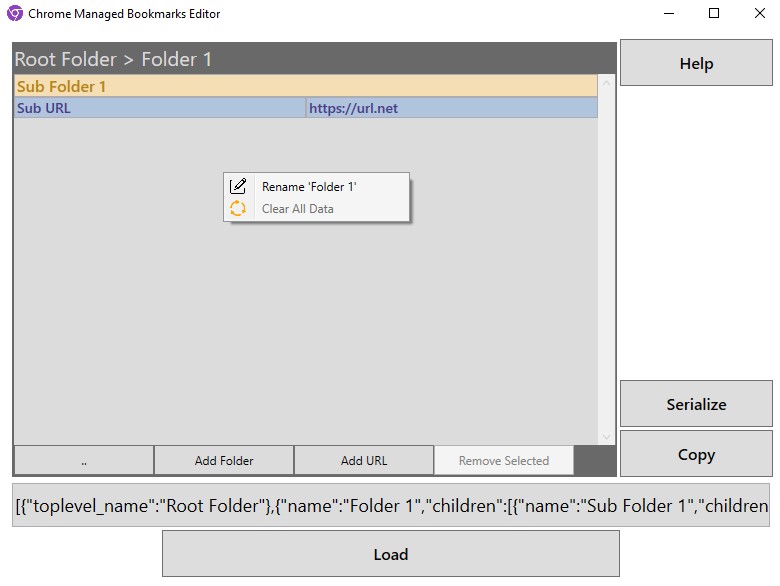 Chrome Managed Bookmarks Editor
Root Folder > Folder 1
Sub Folder 1
Sub URL https://url.net
Rename 'Folder 1'
Clear All Data
.. Add Folder Add URL Remove Selected
Help
Serialize
Copy
[{"toplevel_name":"Root Folder"},{"name":"Folder 1","children":[{"name":"Sub Folder 1","children
Load